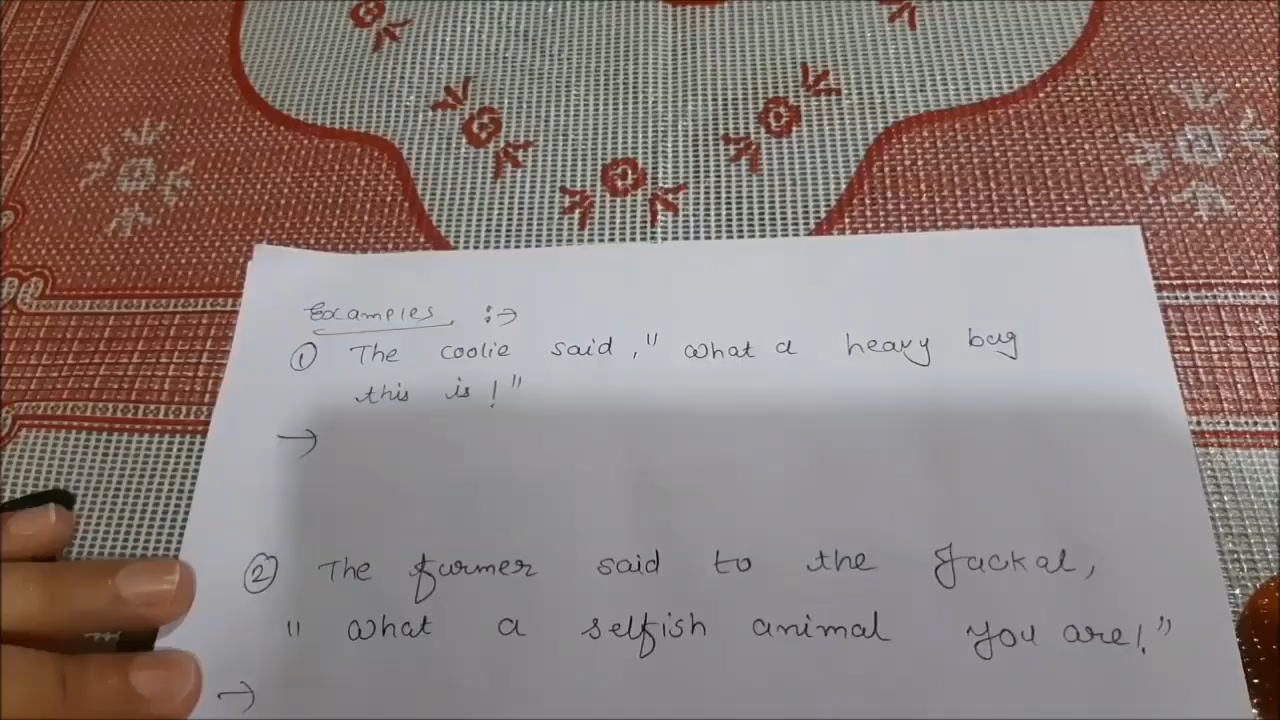 Examples :→
① The coolie said ," what a heavy bag
this is ! "
→
② The farmer said to the Jackal,
" what a selfish animal you are! "
→